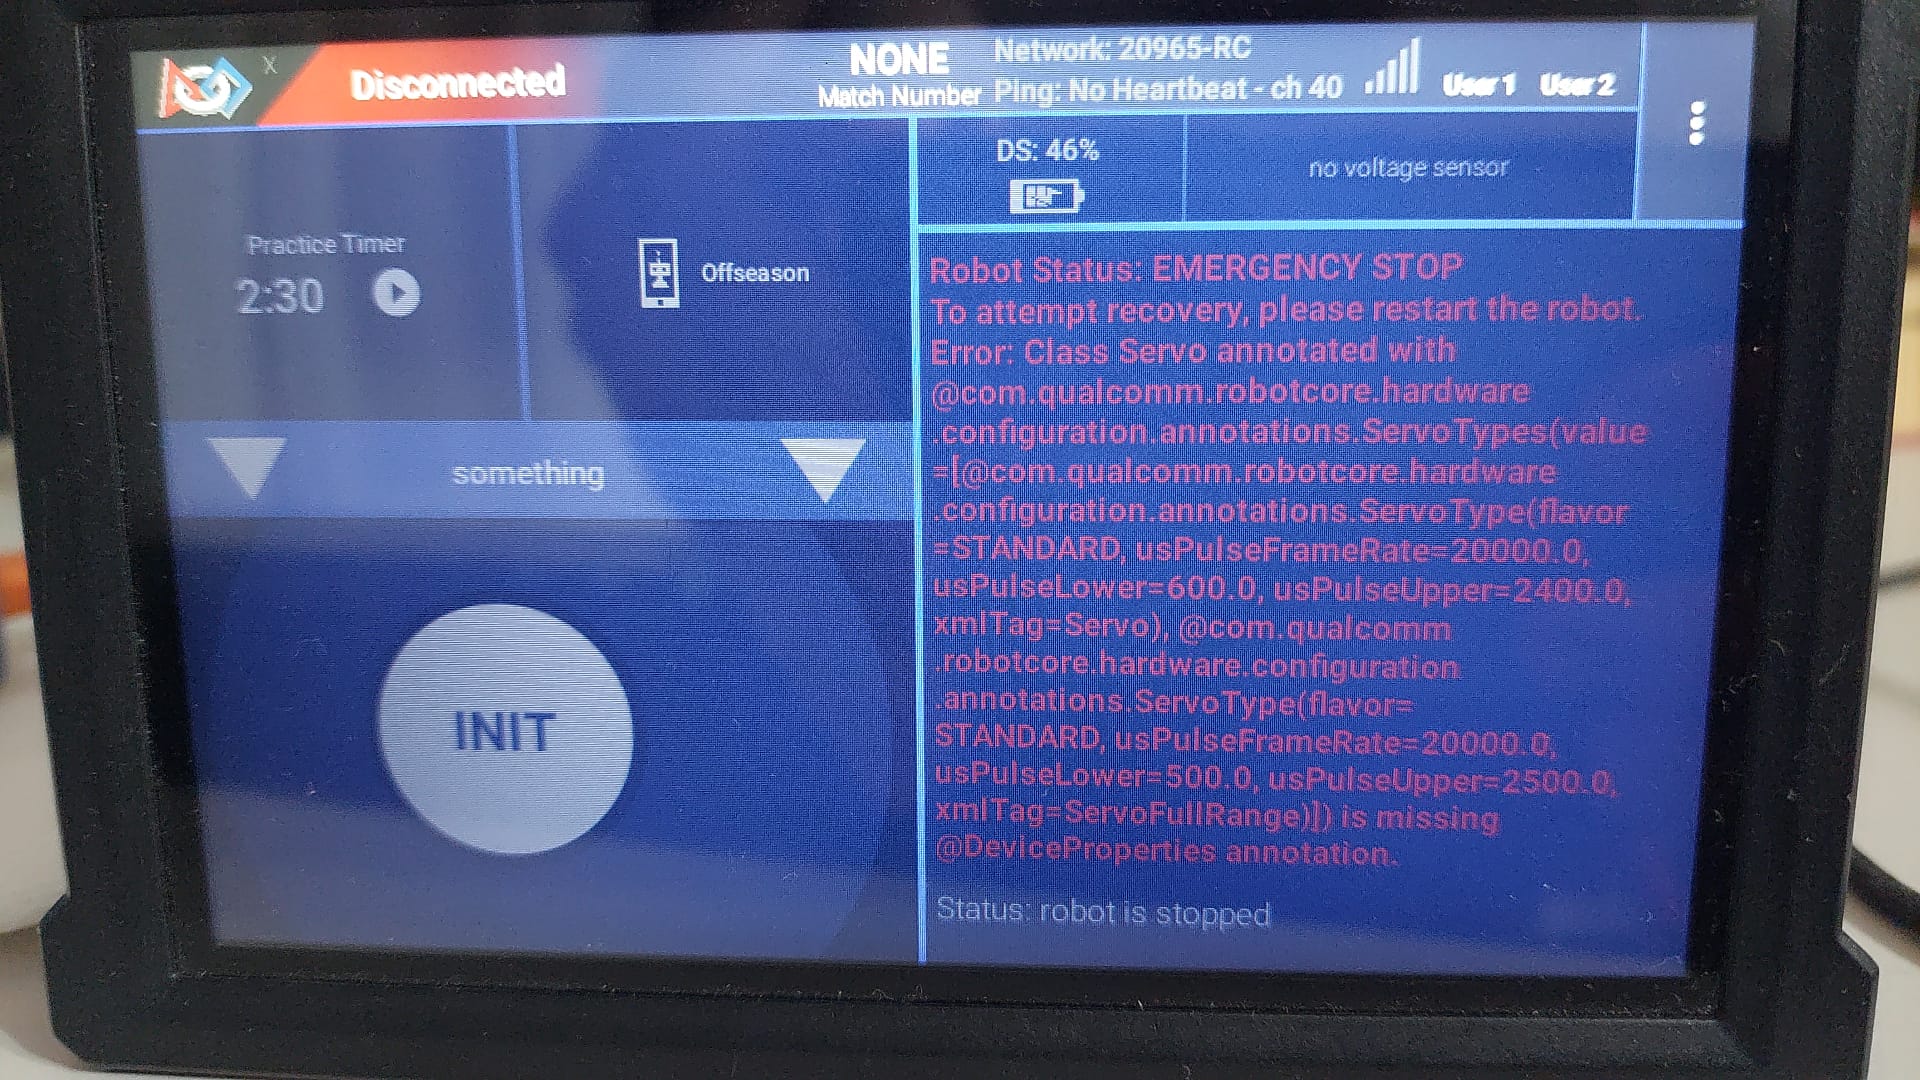 X
Disconnected
NONE
Match Number
Network: 20965-RC
Ping: No Heartbeat - ch 40
User 1 User 2
DS: 46%
no voltage sensor
Practice Timer
2:30
Offseason
something
INIT
Robot Status: EMERGENCY STOP
To attempt recovery, please restart the robot.
Error: Class Servo annotated with
@com.qualcomm.robotcore.hardware
.configuration.annotations.ServoTypes(value
=[@com.qualcomm.robotcore.hardware
.configuration.annotations.ServoType(flavor
=STANDARD, usPulseFrameRate=20000.0,
usPulseLower=600.0, usPulseUpper=2400.0,
xmlTag=Servo), @com.qualcomm
.robotcore.hardware.configuration
.annotations.ServoType(flavor=
STANDARD, usPulseFrameRate=20000.0,
usPulseLower=500.0, usPulseUpper=2500.0,
xmlTag=ServoFullRange)]) is missing
@DeviceProperties annotation.
Status: robot is stopped